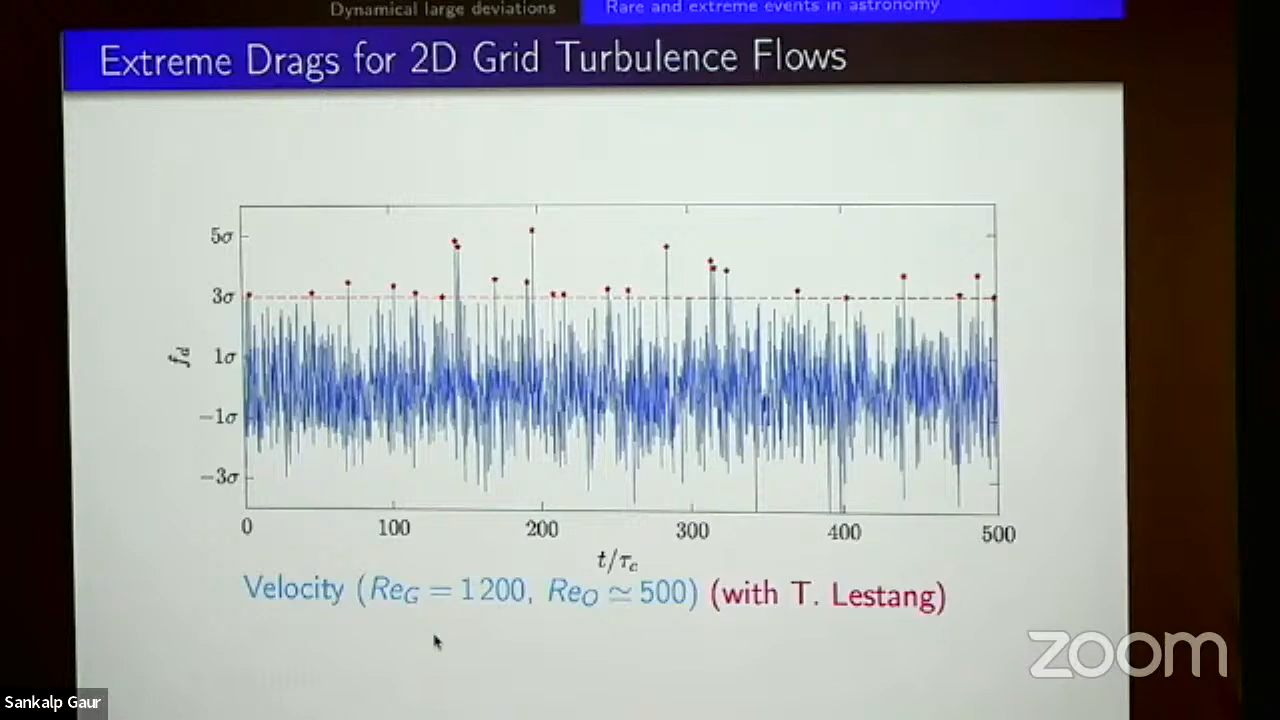 Dynamical large deviations
Rare and extreme events in astronomy
Extreme Drags for 2D Grid Turbulence Flows
5σ
3σ
1σ
−1σ
−3σ
f_d
0 100 200 300 400 500
t/τ_c
Velocity (Re_G = 1200, Re_O ≃ 500) (with T. Lestang)
zoom
Sankalp Gaur